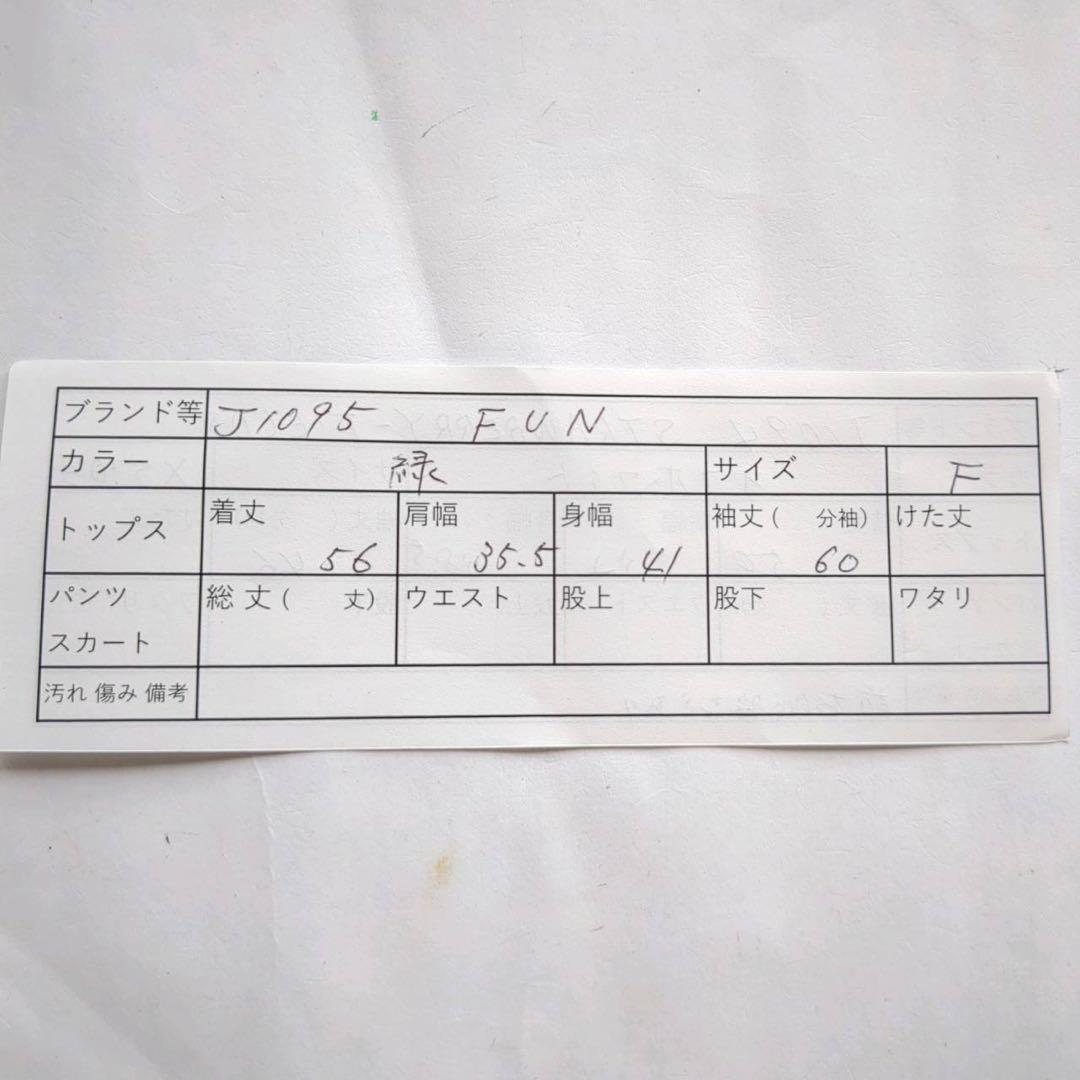 ブランド等 J1095 FUN
カラー 緑 サイズ F
トップス 着丈 56 肩幅 35.5 身幅 41 袖丈( 分袖) 60 けた丈
パンツ スカート 総丈( 丈) ウエスト 股上 股下 ワタリ
汚れ 傷み 備考